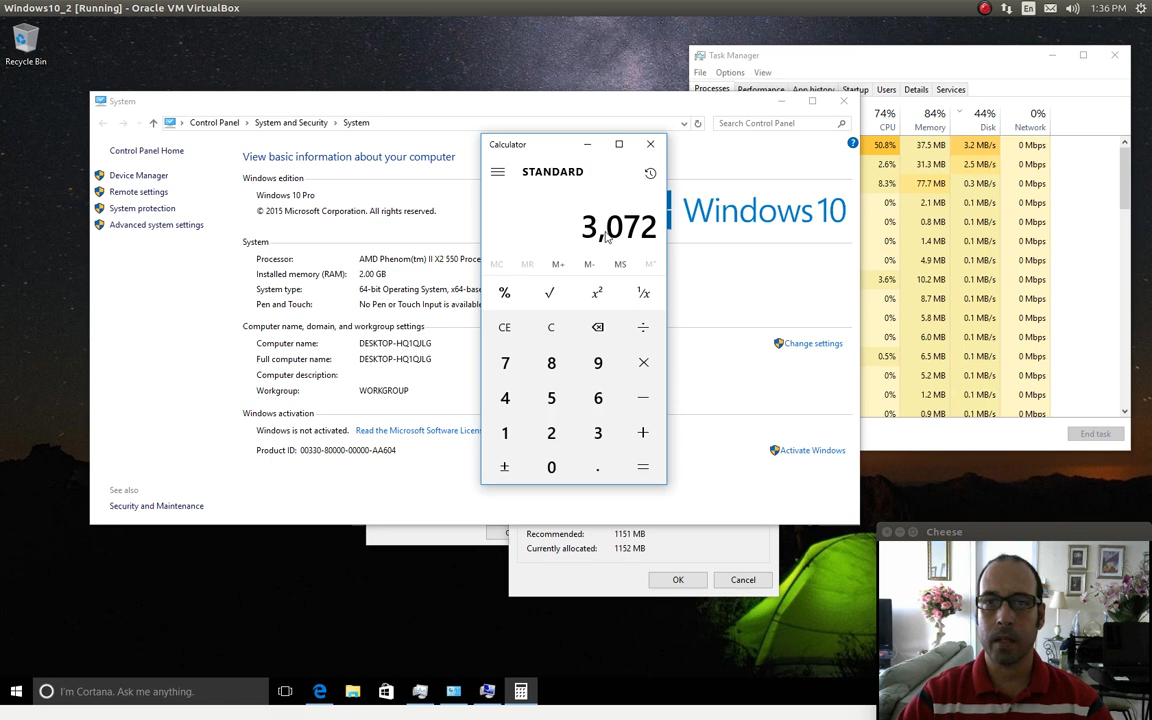 Windows10_2 [Running] - Oracle VM VirtualBox
En
1:36 PM
Recycle Bin
Task Manager
File Options View
Processes Performance App history Startup Users Details Services
74% 84% 44% 0%
CPU Memory Disk Network
50.8% 37.5 MB 3.2 MB/s 0 Mbps
2.6% 31.3 MB 2.5 MB/s 0 Mbps
8.3% 77.7 MB 0.3 MB/s 0 Mbps
0% 2.1 MB 0.2 MB/s 0 Mbps
0% 0.8 MB 0.2 MB/s 0 Mbps
0% 1.4 MB 0.2 MB/s 0 Mbps
0% 4.9 MB 0.1 MB/s 0 Mbps
3.6% 10.2 MB 0.1 MB/s 0 Mbps
0% 8.7 MB 0.1 MB/s 0 Mbps
0% 5.8 MB 0.1 MB/s 0 Mbps
0% 6.0 MB 0.1 MB/s 0 Mbps
0.5% 6.5 MB 0.1 MB/s 0 Mbps
0% 5.2 MB 0.1 MB/s 0 Mbps
0% 1.2 MB 0.1 MB/s 0 Mbps
0% 0.9 MB 0.1 MB/s 0 Mbps
End task
System
Control Panel System and Security System
Search Control Panel
Control Panel Home
Device Manager
Remote settings
System protection
Advanced system settings
See also
Security and Maintenance
View basic information about your computer
Windows edition
Windows 10 Pro
© 2015 Microsoft Corporation. All rights reserved.
Windows 10
System
Processor: AMD Phenom(tm) II X2 550 Proce
Installed memory (RAM): 2.00 GB
System type: 64-bit Operating System, x64-base
Pen and Touch: No Pen or Touch Input is available
Computer name, domain, and workgroup settings
Computer name: DESKTOP-HQ1QJLG
Full computer name: DESKTOP-HQ1QJLG
Computer description:
Workgroup: WORKGROUP
Change settings
Windows activation
Windows is not activated. Read the Microsoft Software Licens
Product ID: 00330-80000-00000-AA604
Activate Windows
Calculator
STANDARD
3,072
MC MR M+ M- MS M˅
% √ x² ¹/x
CE C ÷
7 8 9 ×
4 5 6 −
1 2 3 +
± 0 . =
Recommended: 1151 MB
Currently allocated: 1152 MB
OK Cancel
Cheese
I'm Cortana. Ask me anything.